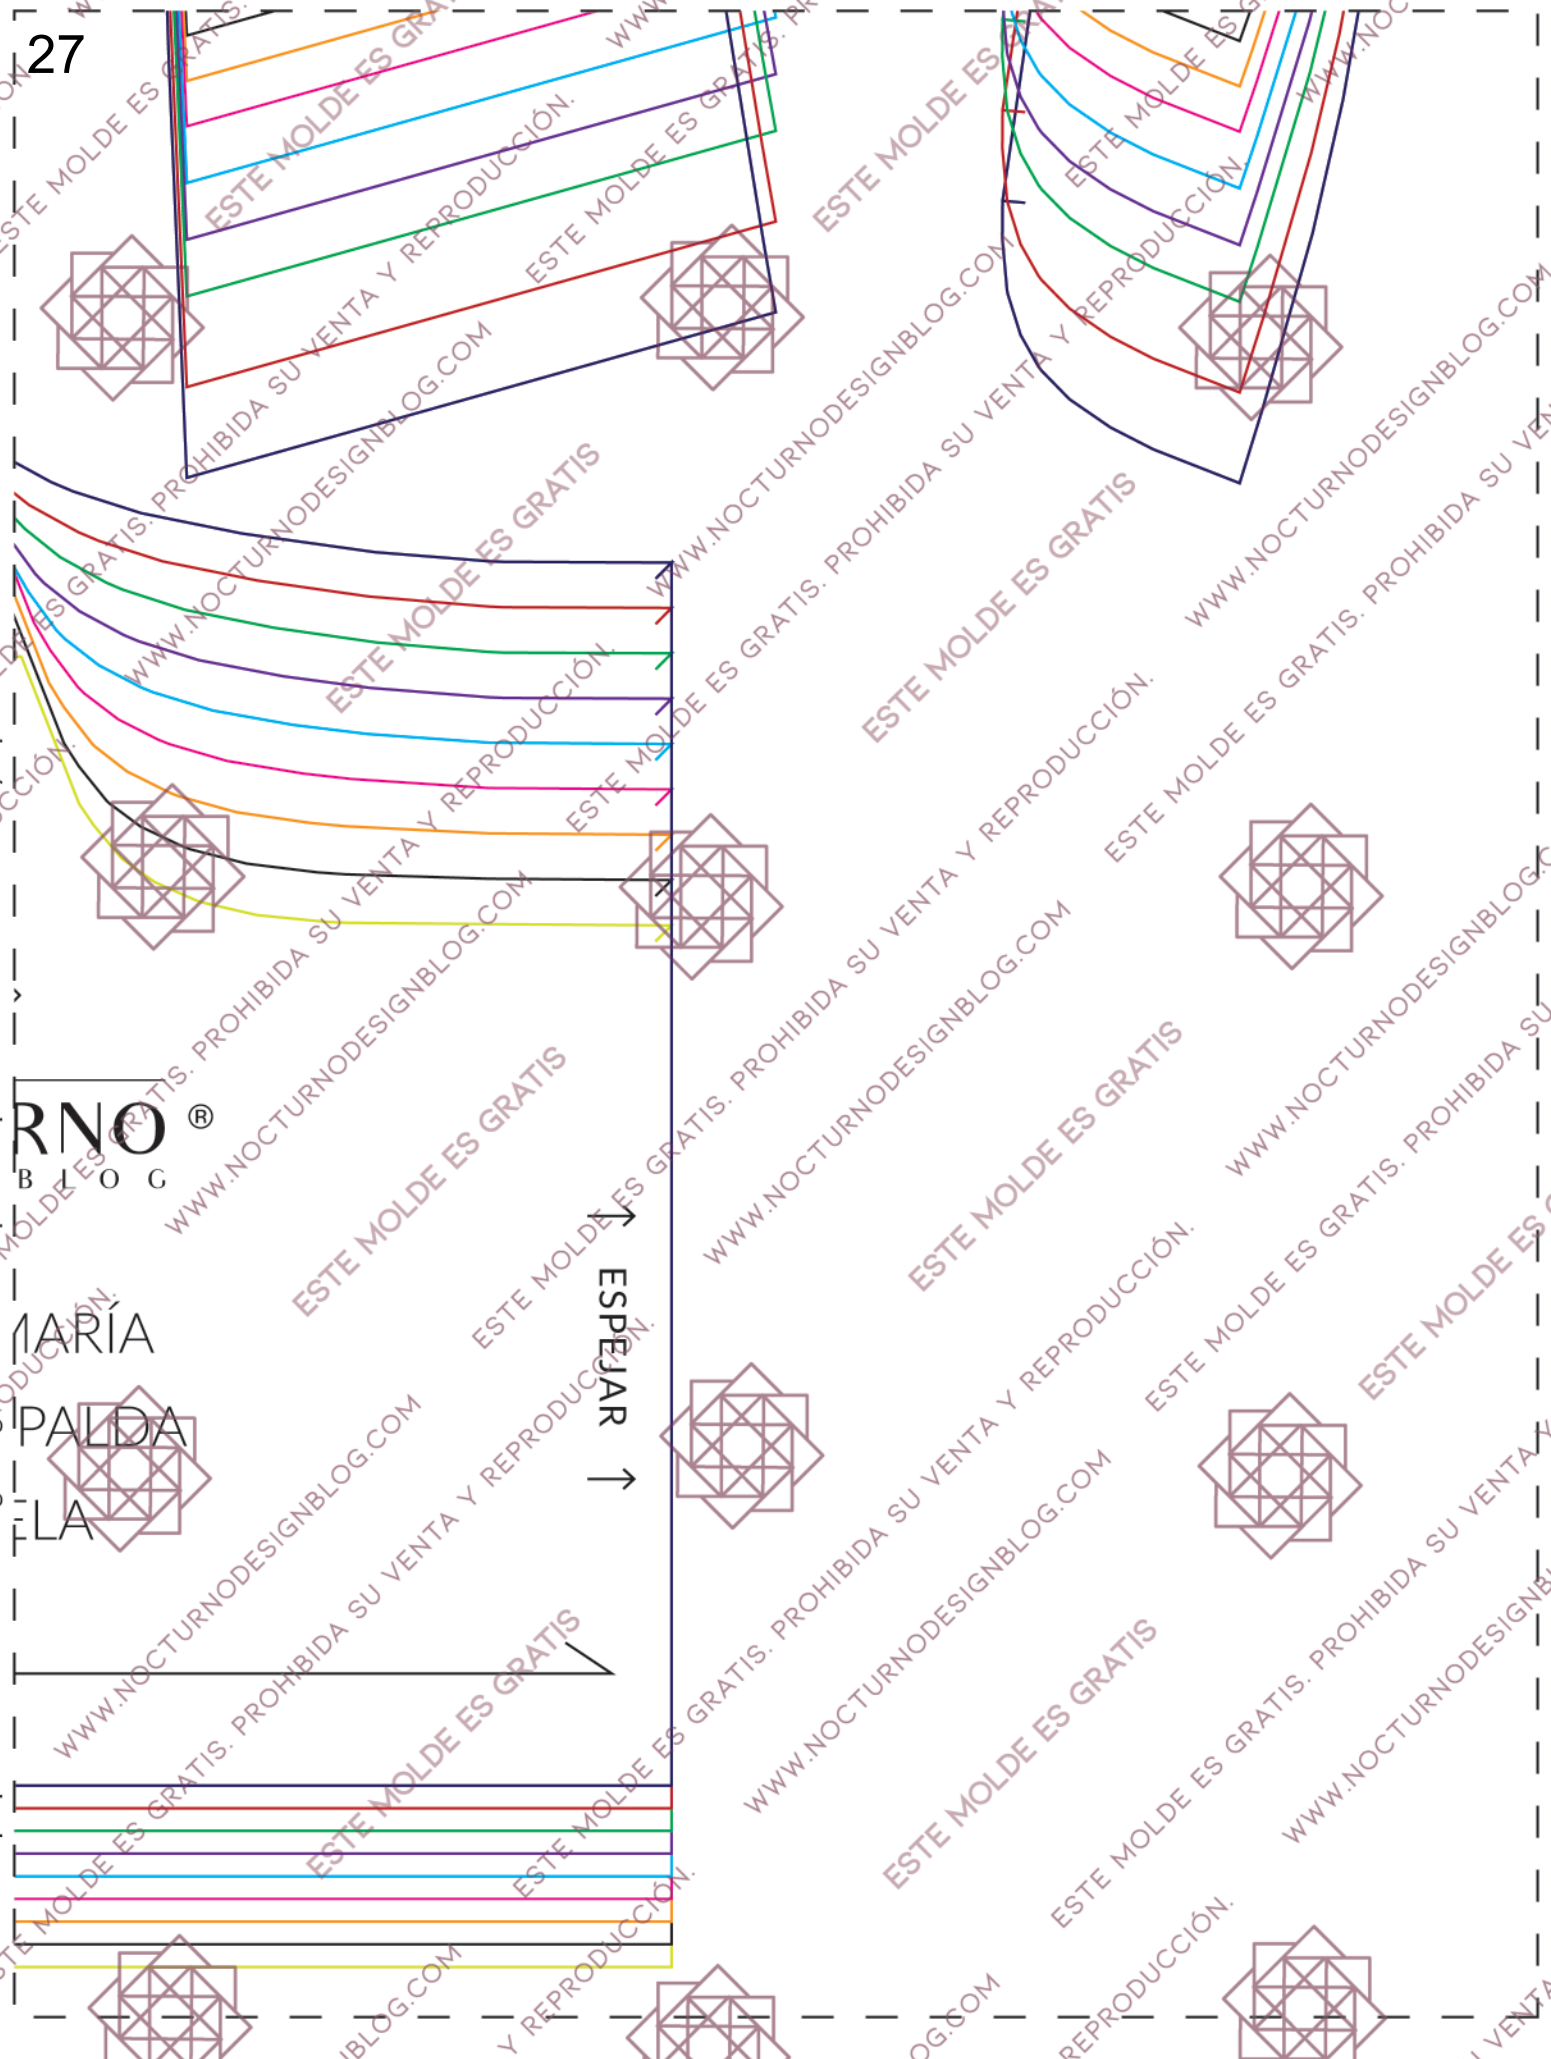 27
RNO ®
BLOG
MARÍA
PALDA
ELA
ESPEJAR
ESTE MOLDE ES GRATIS
ESTE MOLDE ES GRATIS. PROHIBIDA SU VENTA Y REPRODUCCIÓN.
WWW.NOCTURNODESIGNBLOG.COM